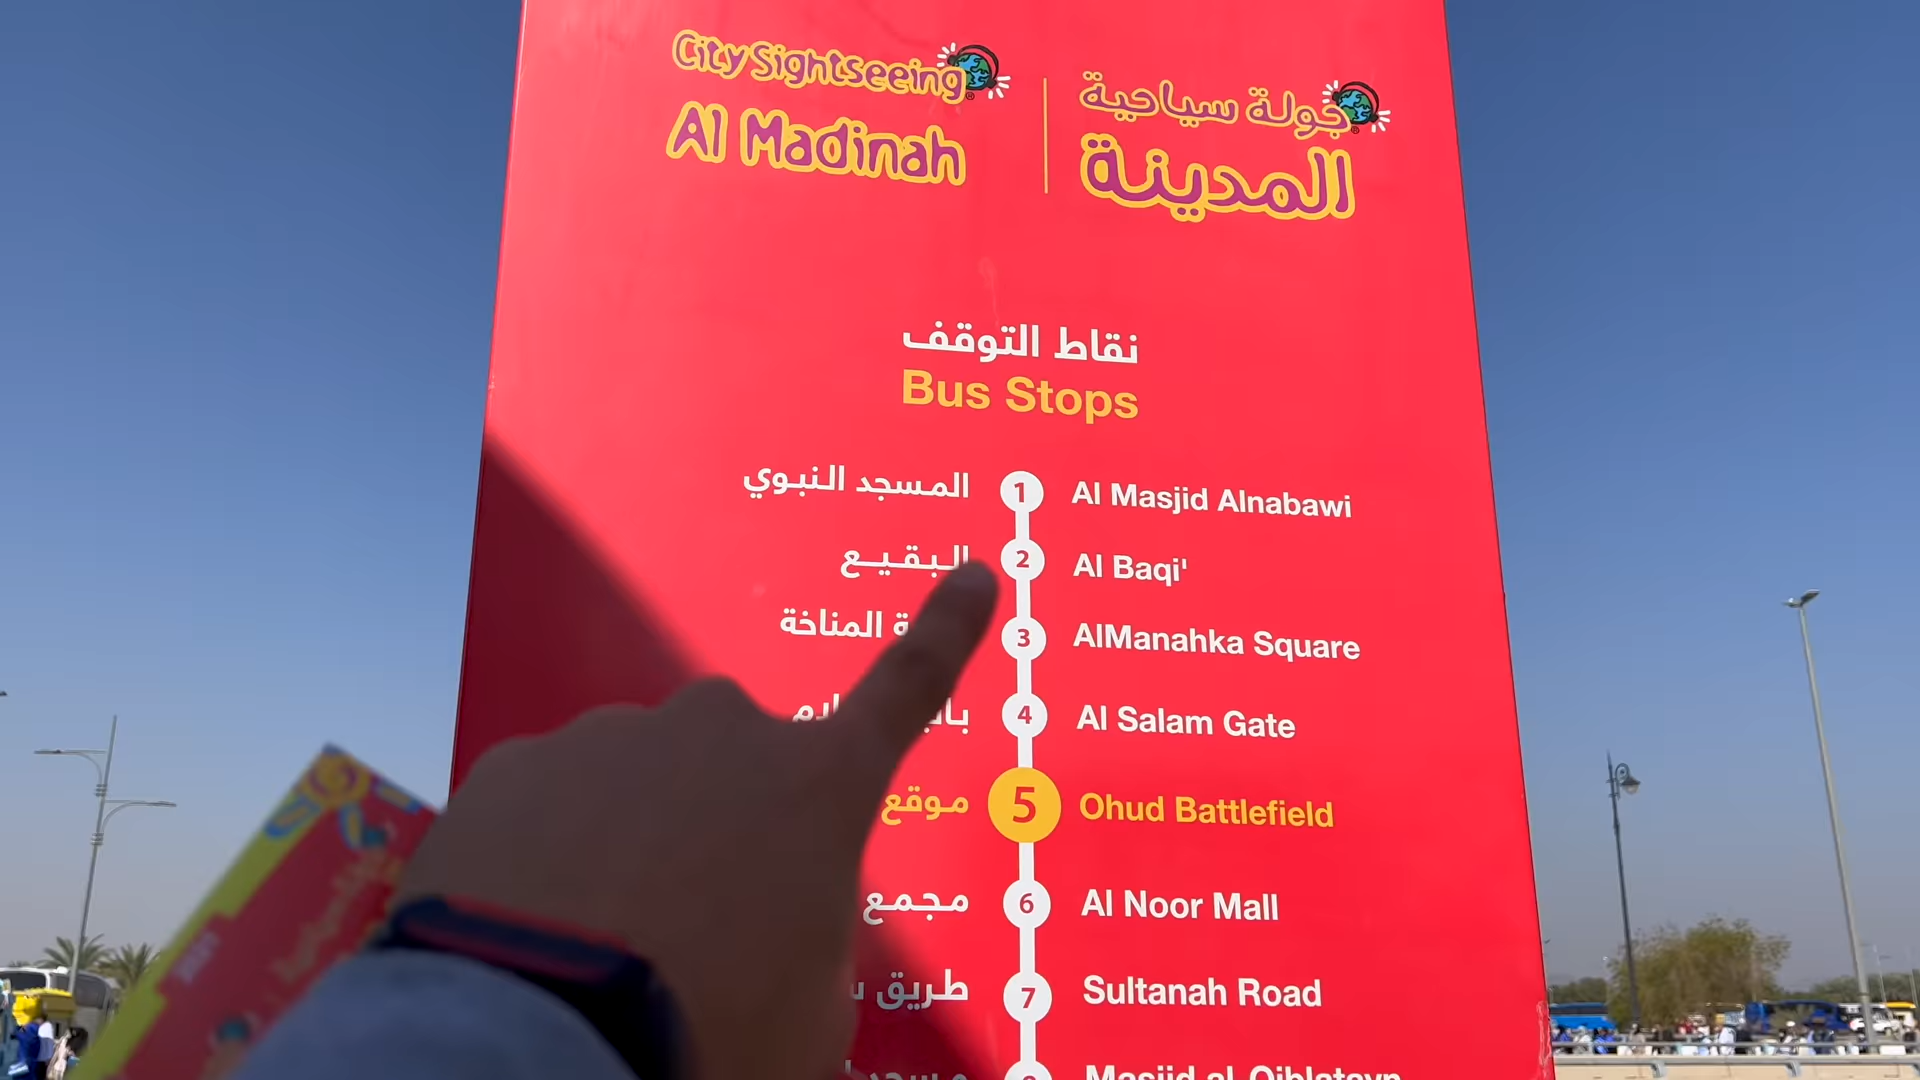 City Sightseeing
Al Madinah
جولة سياحية
المدينة
نقاط التوقف
Bus Stops
المسجد النبوي 1 Al Masjid Alnabawi
البقيع 2 Al Baqi'
المناخة 3 AlManahka Square
4 Al Salam Gate
موقع 5 Ohud Battlefield
مجمع 6 Al Noor Mall
طريق 7 Sultanah Road
Masjid al-Qiblatayn